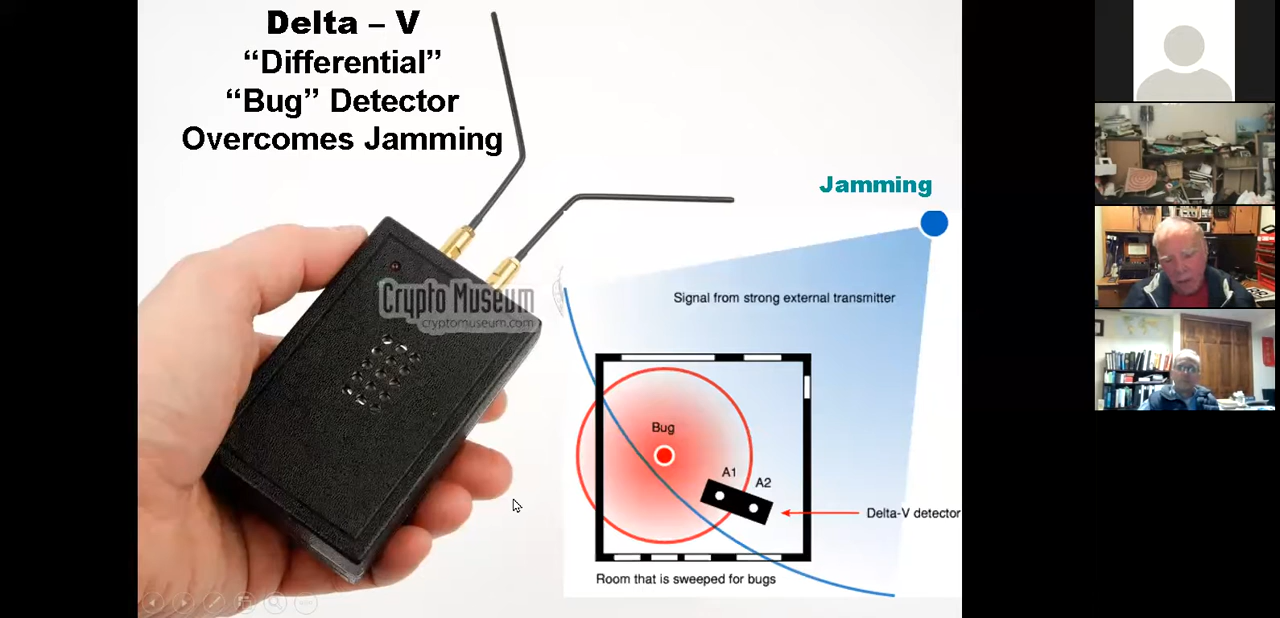 Delta – V
“Differential”
“Bug” Detector
Overcomes Jamming
Jamming
Crypto Museum
cryptomuseum.com
Signal from strong external transmitter
Bug
A1
A2
Delta-V detector
Room that is sweeped for bugs